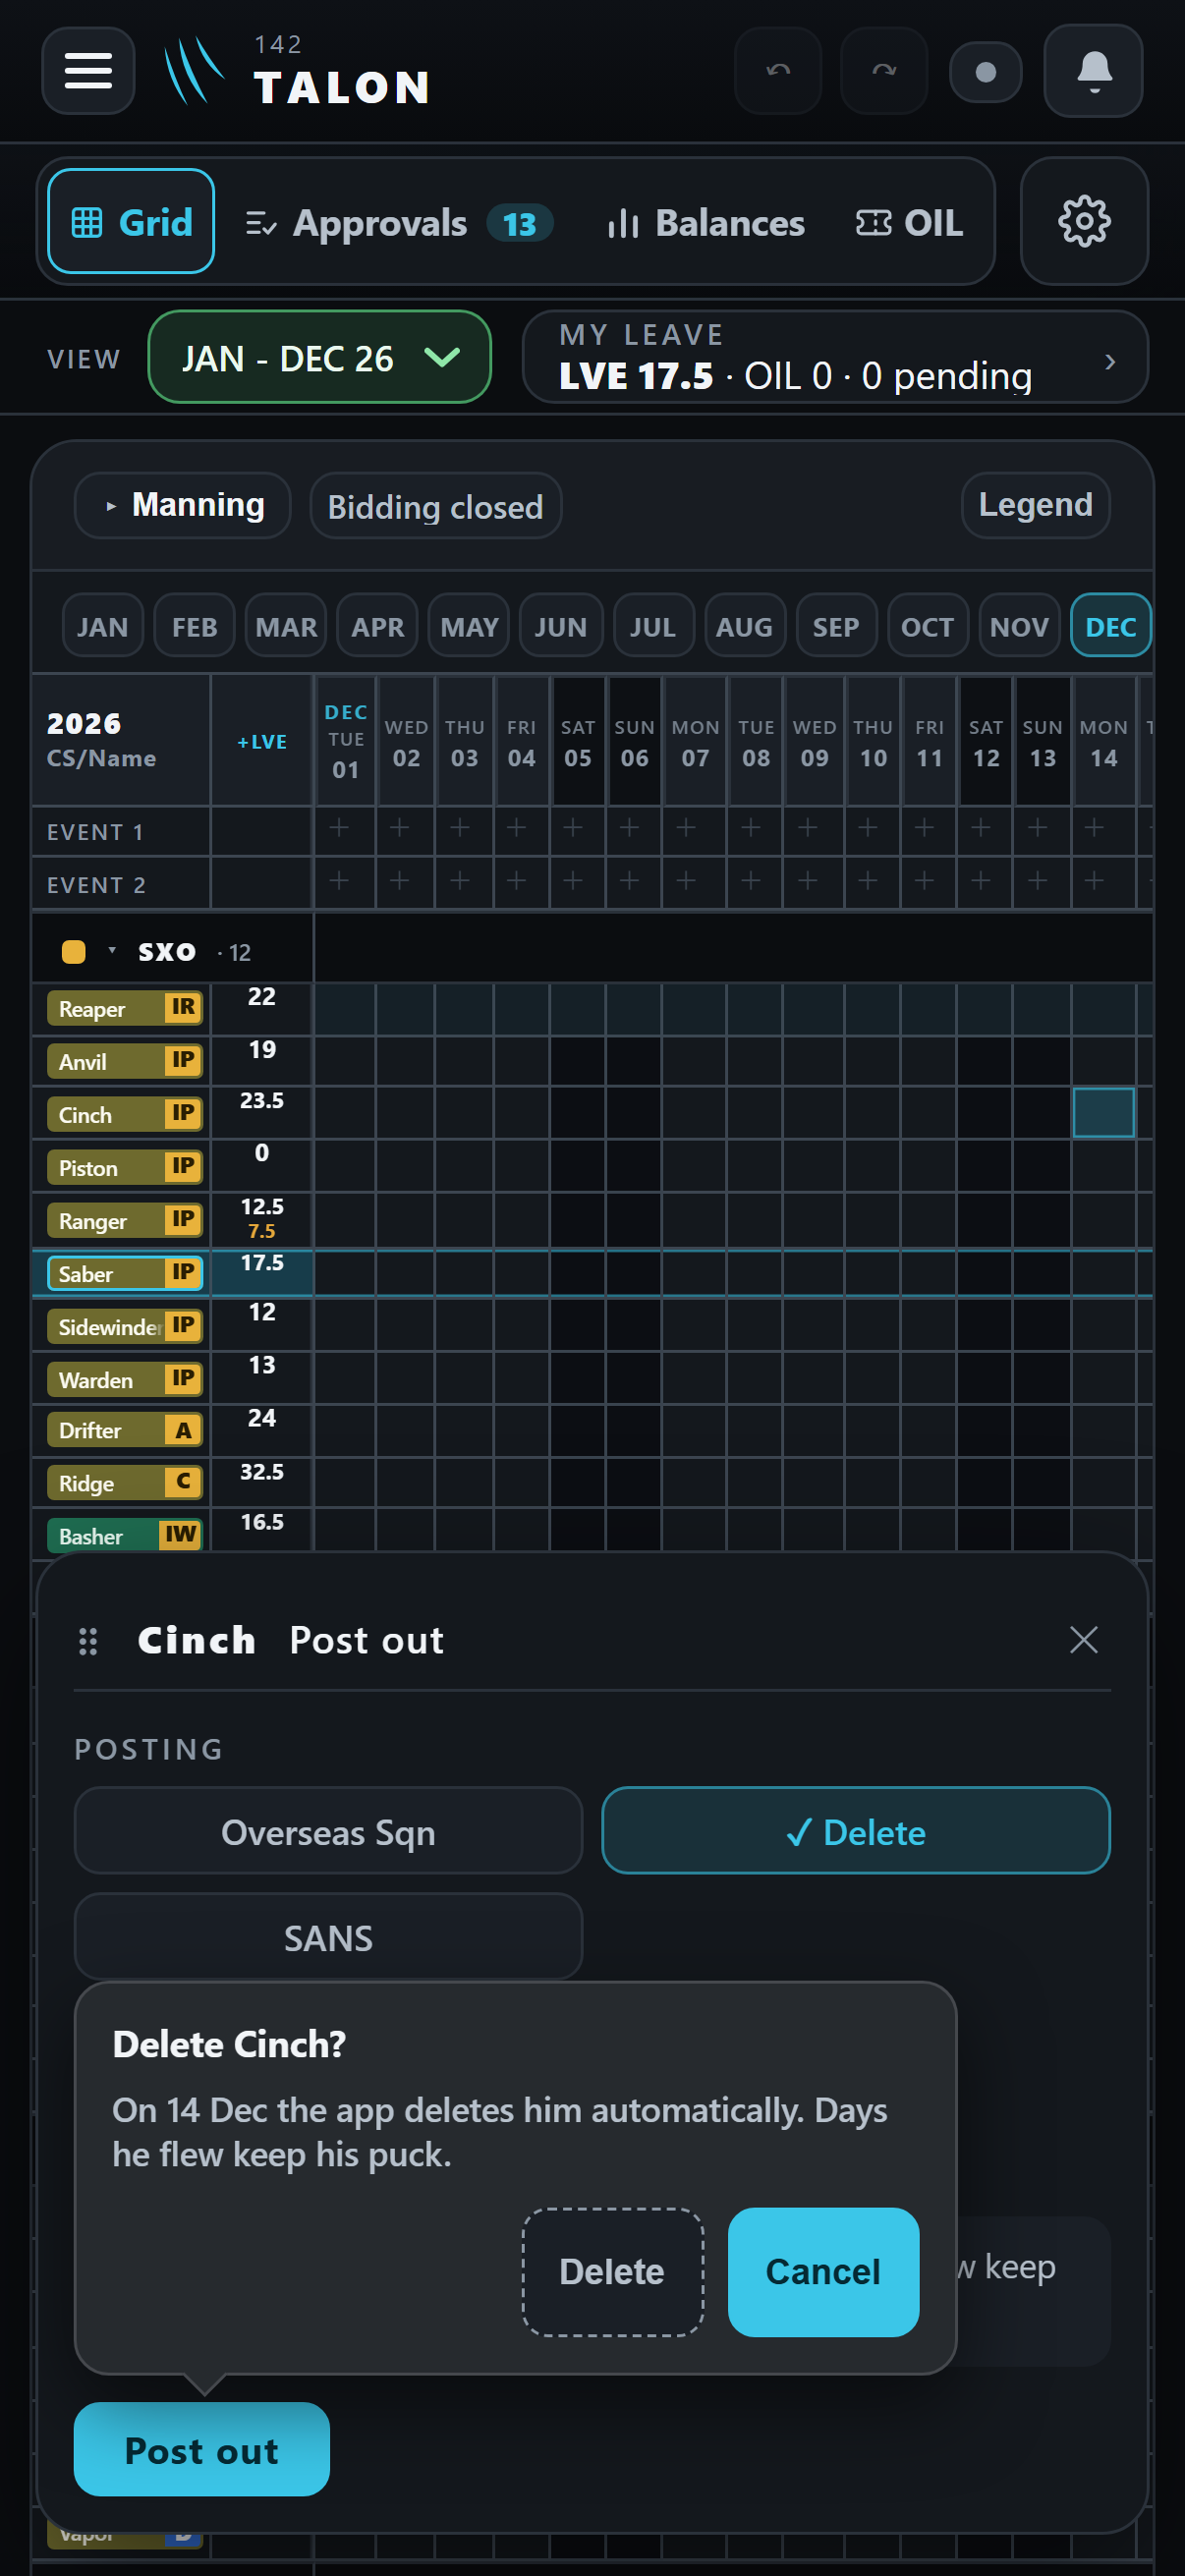 142
TALON
Grid
Approvals 13
Balances
OIL
VIEW
JAN - DEC 26
MY LEAVE
LVE 17.5 · OIL 0 · 0 pending
Manning
Bidding closed
Legend
JAN FEB MAR APR MAY JUN JUL AUG SEP OCT NOV DEC
2026
CS/Name
+LVE
DEC
TUE WED THU FRI SAT SUN MON TUE WED THU FRI SAT SUN MON
01 02 03 04 05 06 07 08 09 10 11 12 13 14
EVENT 1
EVENT 2
SXO · 12
Reaper IR 22
Anvil IP 19
Cinch IP 23.5
Piston IP 0
Ranger IP 12.5
7.5
Saber IP 17.5
Sidewinder IP 12
Warden IP 13
Drifter A 24
Ridge C 32.5
Basher IW 16.5
Cinch Post out
POSTING
Overseas Sqn
✓ Delete
SANS
Delete Cinch?
On 14 Dec the app deletes him automatically. Days
he flew keep his puck.
Delete
Cancel
keep
Post out